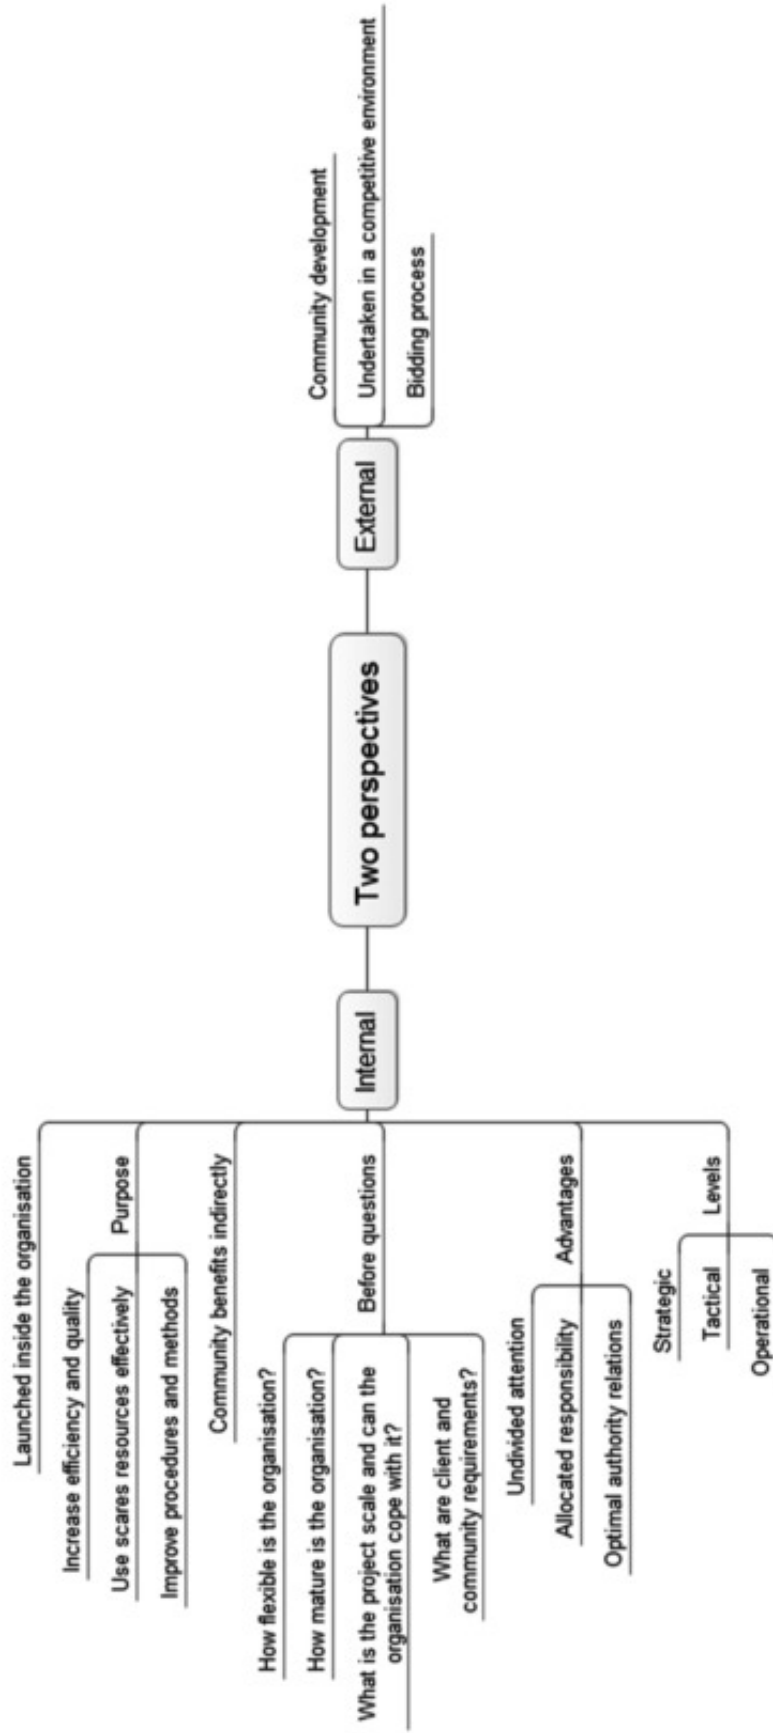 Two perspectives
Internal
Launched inside the organisation
Purpose
Increase efficiency and quality
Use scares resources effectively
Improve procedures and methods
Community benefits indirectly
Before questions
How flexible is the organisation?
How mature is the organisation?
What is the project scale and can the
organisation cope with it?
What are client and
community requirements?
Advantages
Undivided attention
Allocated responsibility
Optimal authority relations
Levels
Strategic
Tactical
Operational
External
Community development
Undertaken in a competitive environment
Bidding process